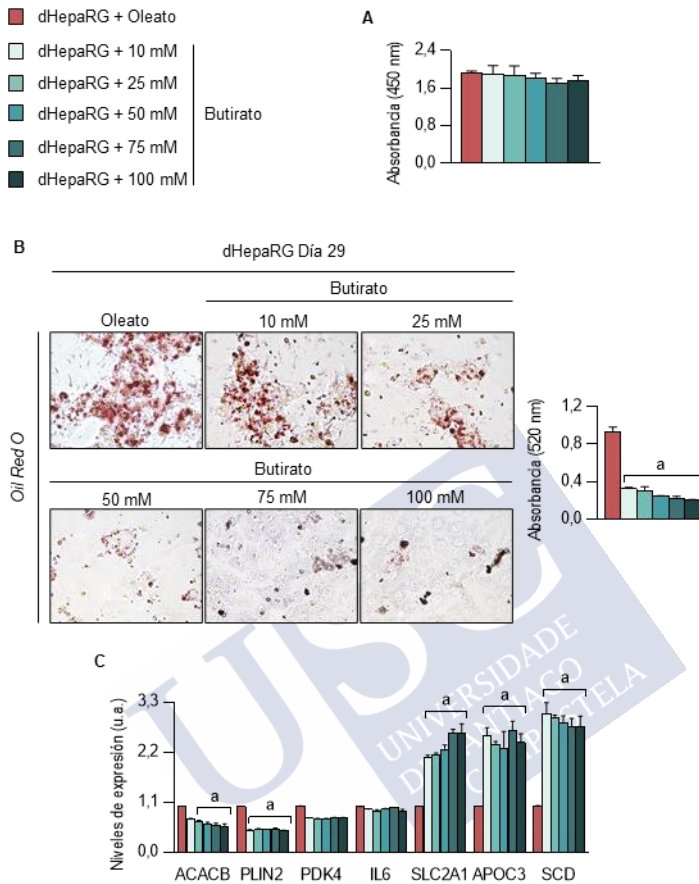 dHepaRG + Oleato
dHepaRG + 10 mM
dHepaRG + 25 mM
dHepaRG + 50 mM
dHepaRG + 75 mM
dHepaRG + 100 mM
Butirato
A
Absorbancia (450 nm)
2,4
1,6
0,8
0,0
B
dHepaRG Día 29
Butirato
Oleato
10 mM
25 mM
Oil Red O
Butirato
50 mM
75 mM
100 mM
Absorbancia (520 nm)
1,2
0,8
0,4
0,0
a
C
Niveles de expresión (u.a.)
3,3
2,2
1,1
0,0
a
a
a
a
a
ACACB PLIN2 PDK4 IL6 SLC2A1 APOC3 SCD
USC
UNIVERSIDADE
DE SANTIAGO
DE COMPOSTELA